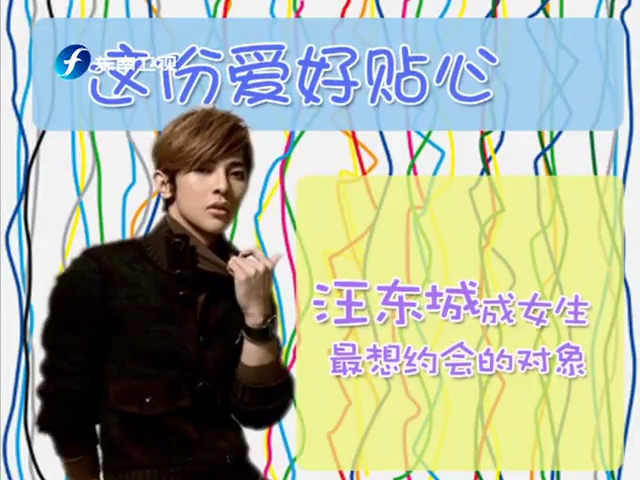 东南卫视
这份爱好贴心
汪东城成女生
最想约会的对象